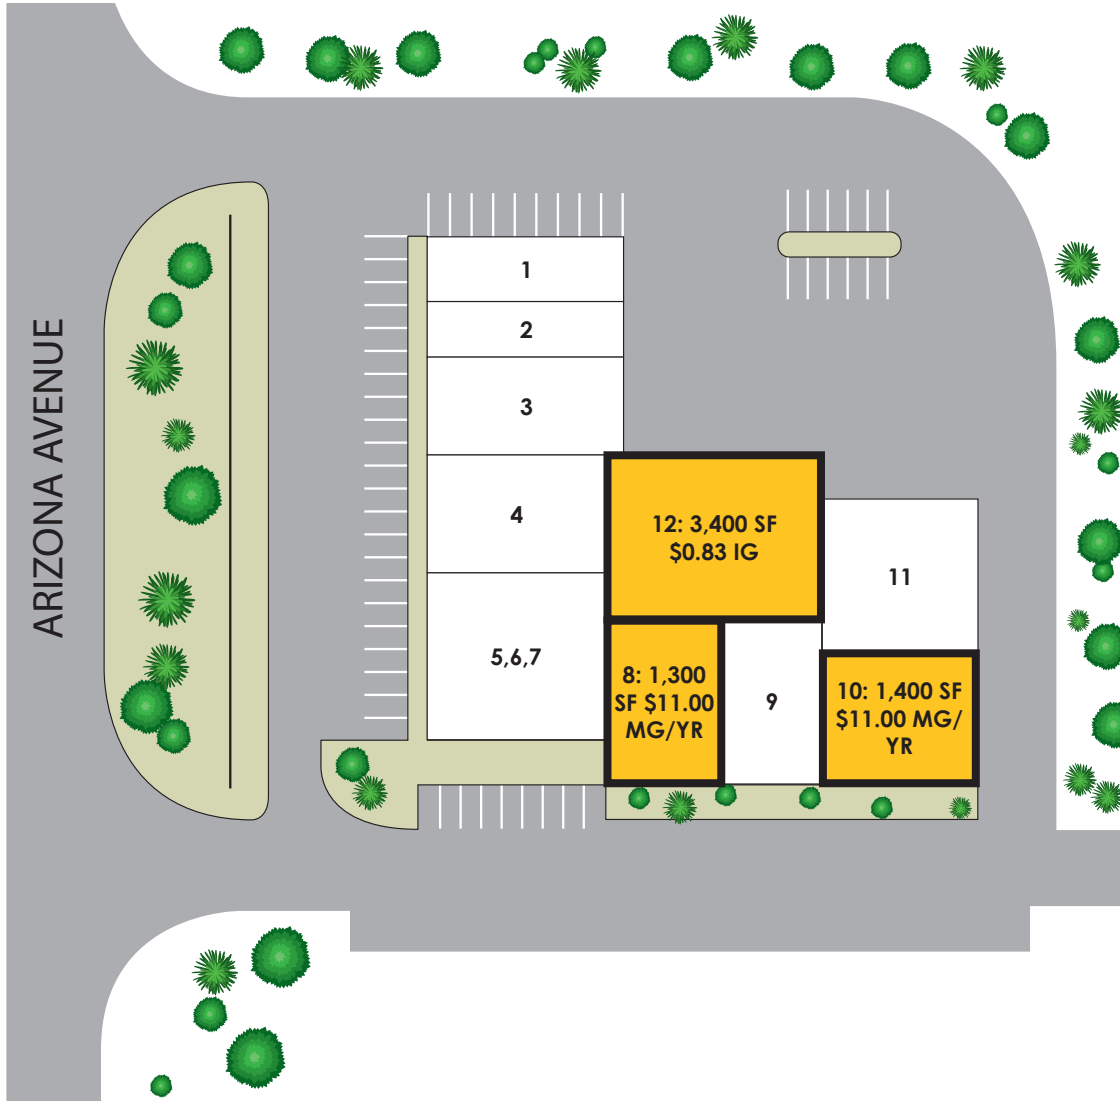 ARIZONA AVENUE
1
2
3
4
5,6,7
12: 3,400 SF
$0.83 IG
11
8: 1,300
SF $11.00
MG/YR
9
10: 1,400 SF
$11.00 MG/
YR